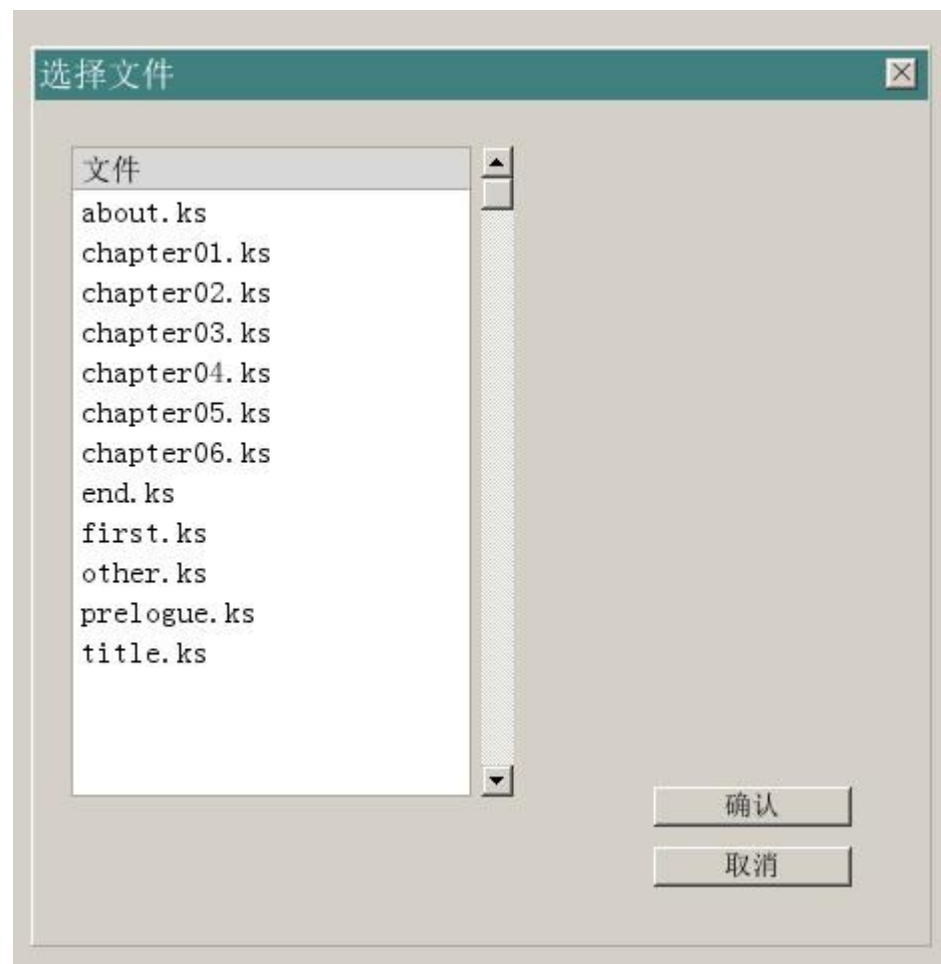 选择文件
文件
about.ks
chapter01.ks
chapter02.ks
chapter03.ks
chapter04.ks
chapter05.ks
chapter06.ks
end.ks
first.ks
other.ks
prelogue.ks
title.ks
确认
取消